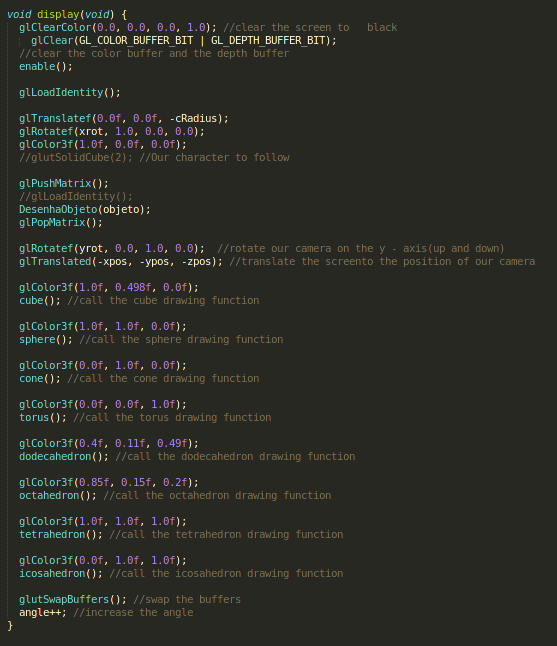 void display(void) {
  glClearColor(0.0, 0.0, 0.0, 1.0); //clear the screen to   black
    glClear(GL_COLOR_BUFFER_BIT | GL_DEPTH_BUFFER_BIT);
  //clear the color buffer and the depth buffer
  enable();

  glLoadIdentity();

  glTranslatef(0.0f, 0.0f, -cRadius);
  glRotatef(xrot, 1.0, 0.0, 0.0);
  glColor3f(1.0f, 0.0f, 0.0f);
  //glutSolidCube(2); //Our character to follow

  glPushMatrix();
  //glLoadIdentity();
  DesenhaObjeto(objeto);
  glPopMatrix();

  glRotatef(yrot, 0.0, 1.0, 0.0);  //rotate our camera on the y - axis(up and down)
  glTranslated(-xpos, -ypos, -zpos); //translate the screento the position of our camera

  glColor3f(1.0f, 0.498f, 0.0f);
  cube(); //call the cube drawing function

  glColor3f(1.0f, 1.0f, 0.0f);
  sphere(); //call the sphere drawing function

  glColor3f(0.0f, 1.0f, 0.0f);
  cone(); //call the cone drawing function

  glColor3f(0.0f, 0.0f, 1.0f);
  torus(); //call the torus drawing function

  glColor3f(0.4f, 0.11f, 0.49f);
  dodecahedron(); //call the dodecahedron drawing function

  glColor3f(0.85f, 0.15f, 0.2f);
  octahedron(); //call the octahedron drawing function

  glColor3f(1.0f, 1.0f, 1.0f);
  tetrahedron(); //call the tetrahedron drawing function

  glColor3f(0.0f, 1.0f, 1.0f);
  icosahedron(); //call the icosahedron drawing function

  glutSwapBuffers(); //swap the buffers
  angle++; //increase the angle
}